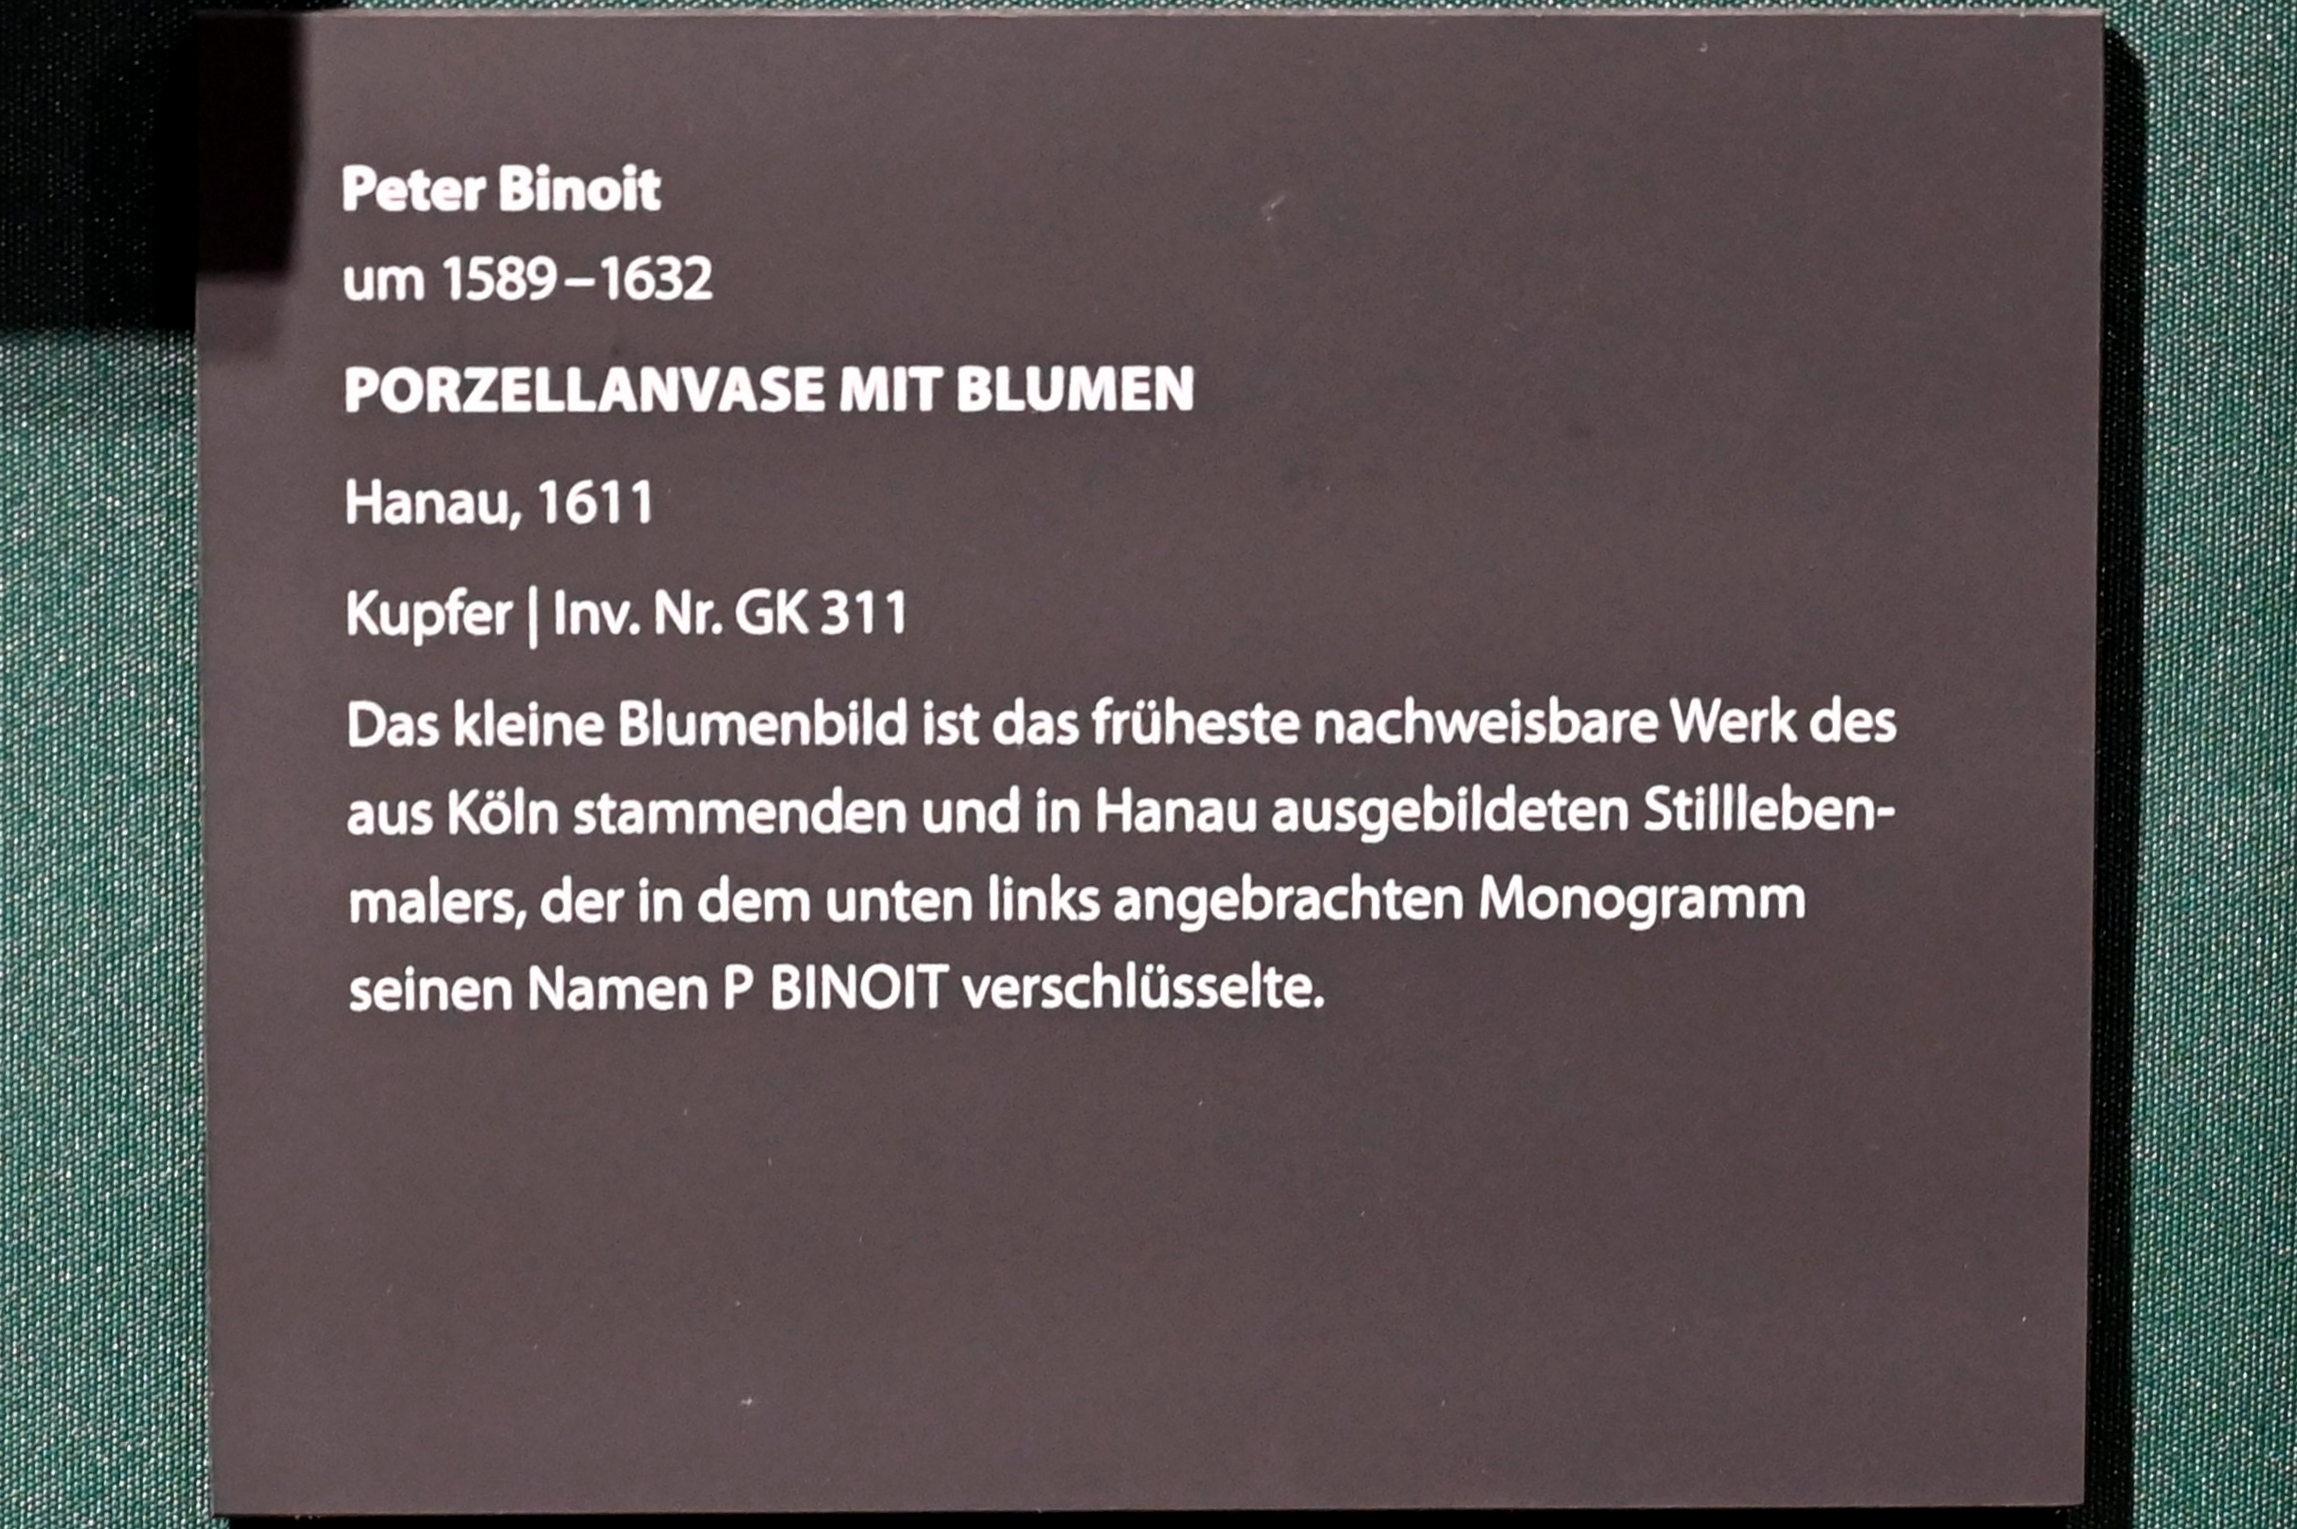 Peter Binoit
um 1589–1632
PORZELLANVASE MIT BLUMEN
Hanau, 1611
Kupfer | Inv. Nr. GK 311
Das kleine Blumenbild ist das früheste nachweisbare Werk des
aus Köln stammenden und in Hanau ausgebildeten Stillleben-
malers, der in dem unten links angebrachten Monogramm
seinen Namen P BINOIT verschlüsselte.